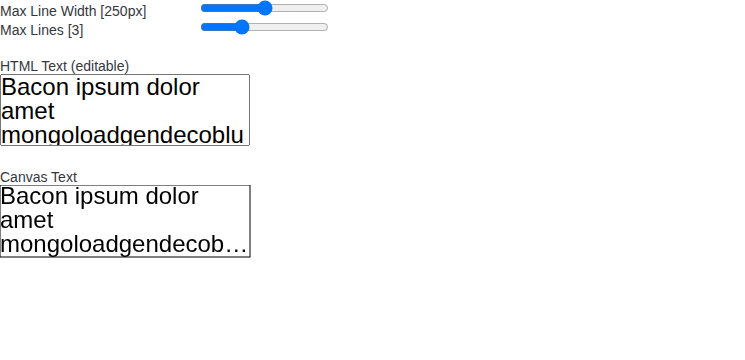 Max Line Width [250px]
Max Lines [3]
HTML Text (editable)
Bacon ipsum dolor
amet
mongoloadgendecoblu
Canvas Text
Bacon ipsum dolor
amet
mongoloadgendecob…